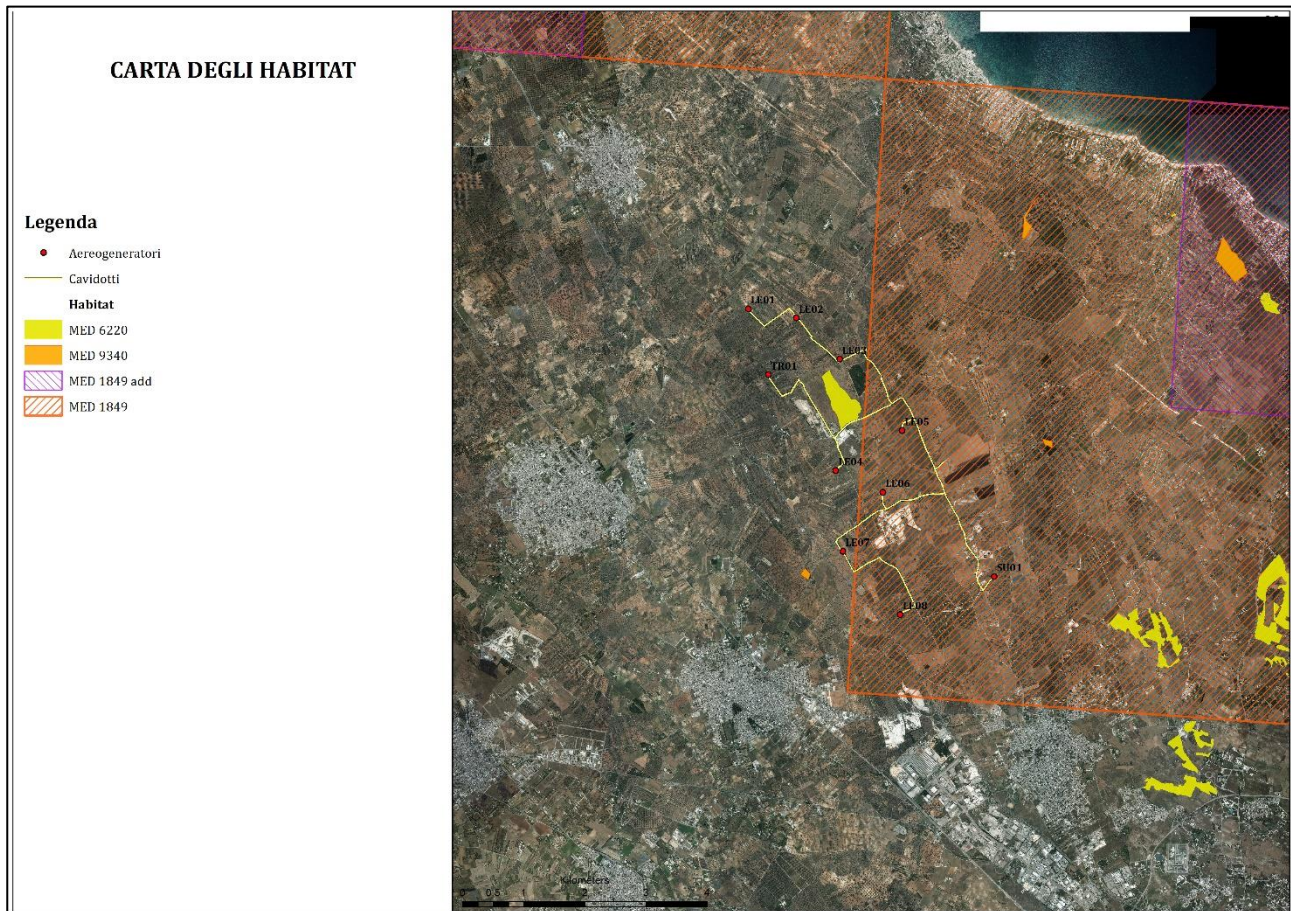 CARTA DEGLI HABITAT
Legenda
Aereogeneratori
Cavidotti
Habitat
MED 6220
MED 9340
MED 1849 add
MED 1849
LE01
LE02
LE03
TR01
LE05
LE04
LE06
LE07
SU01
LE08
Kilometers
0 0,5 1 2 3 4